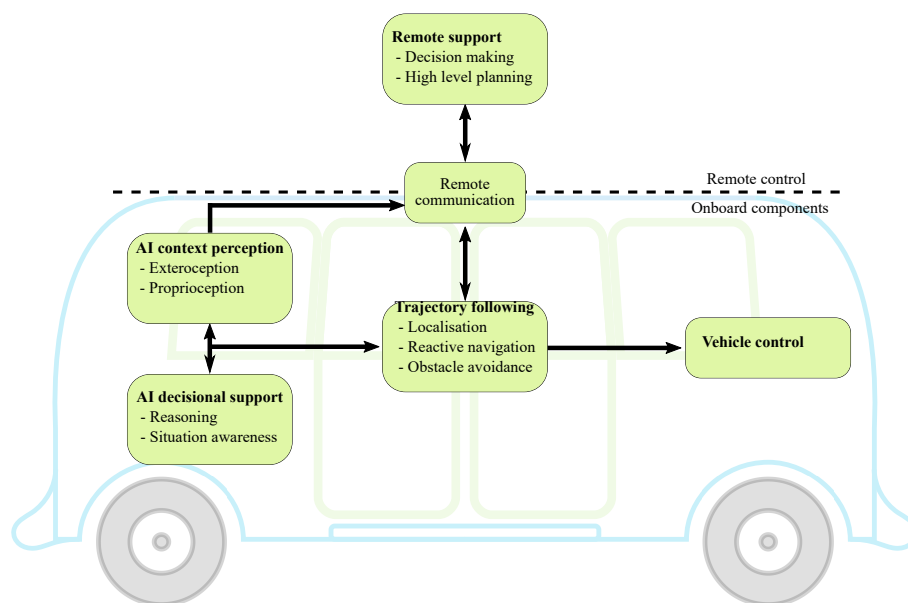 Remote support
- Decision making
- High level planning
Remote communication
Remote control
Onboard components
AI context perception
- Exteroception
- Proprioception
Trajectory following
- Localisation
- Reactive navigation
- Obstacle avoidance
Vehicle control
AI decisional support
- Reasoning
- Situation awareness